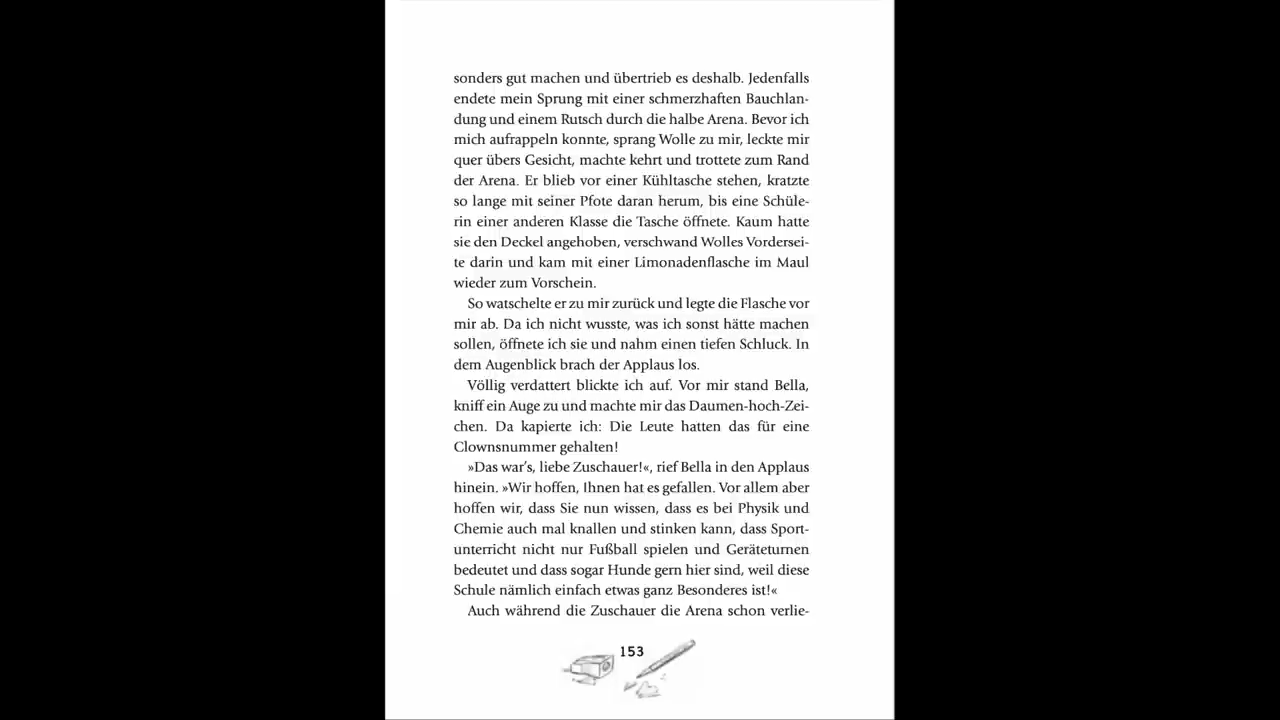 sonders gut machen und übertrieb es deshalb. Jedenfalls
endete mein Sprung mit einer schmerzhaften Bauchlan-
dung und einem Rutsch durch die halbe Arena. Bevor ich
mich aufrappeln konnte, sprang Wolle zu mir, leckte mir
quer übers Gesicht, machte kehrt und trottete zum Rand
der Arena. Er blieb vor einer Kühltasche stehen, kratzte
so lange mit seiner Pfote daran herum, bis eine Schüle-
rin einer anderen Klasse die Tasche öffnete. Kaum hatte
sie den Deckel angehoben, verschwand Wolles Vordersei-
te darin und kam mit einer Limonadenflasche im Maul
wieder zum Vorschein.
So watschelte er zu mir zurück und legte die Flasche vor
mir ab. Da ich nicht wusste, was ich sonst hätte machen
sollen, öffnete ich sie und nahm einen tiefen Schluck. In
dem Augenblick brach der Applaus los.
Völlig verdattert blickte ich auf. Vor mir stand Bella,
kniff ein Auge zu und machte mir das Daumen-hoch-Zei-
chen. Da kapierte ich: Die Leute hatten das für eine
Clownsnummer gehalten!
»Das war's, liebe Zuschauer!«, rief Bella in den Applaus
hinein. »Wir hoffen, Ihnen hat es gefallen. Vor allem aber
hoffen wir, dass Sie nun wissen, dass es bei Physik und
Chemie auch mal knallen und stinken kann, dass Sport-
unterricht nicht nur Fußball spielen und Geräteturnen
bedeutet und dass sogar Hunde gern hier sind, weil diese
Schule nämlich einfach etwas ganz Besonderes ist!«
Auch während die Zuschauer die Arena schon verlie-
153